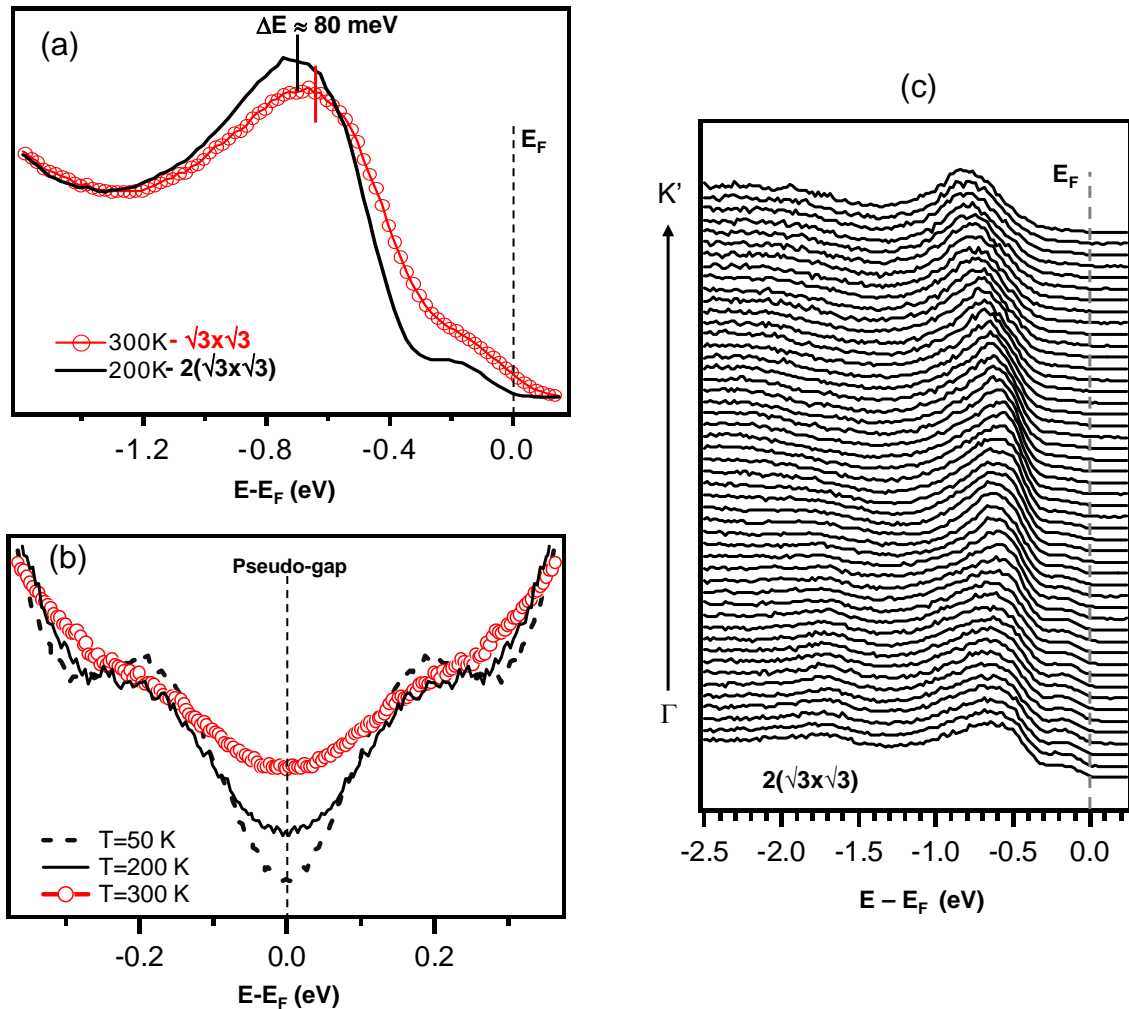 (a)
ΔE ≈ 80 meV
E_F
300K- √3x√3
200K- 2(√3x√3)
-1.2 -0.8 -0.4 0.0
E-E_F (eV)
(b)
Pseudo-gap
T=50 K
T=200 K
T=300 K
-0.2 0.0 0.2
E-E_F (eV)
(c)
E_F
K’
Γ
2(√3x√3)
-2.5 -2.0 -1.5 -1.0 -0.5 0.0
E – E_F (eV)